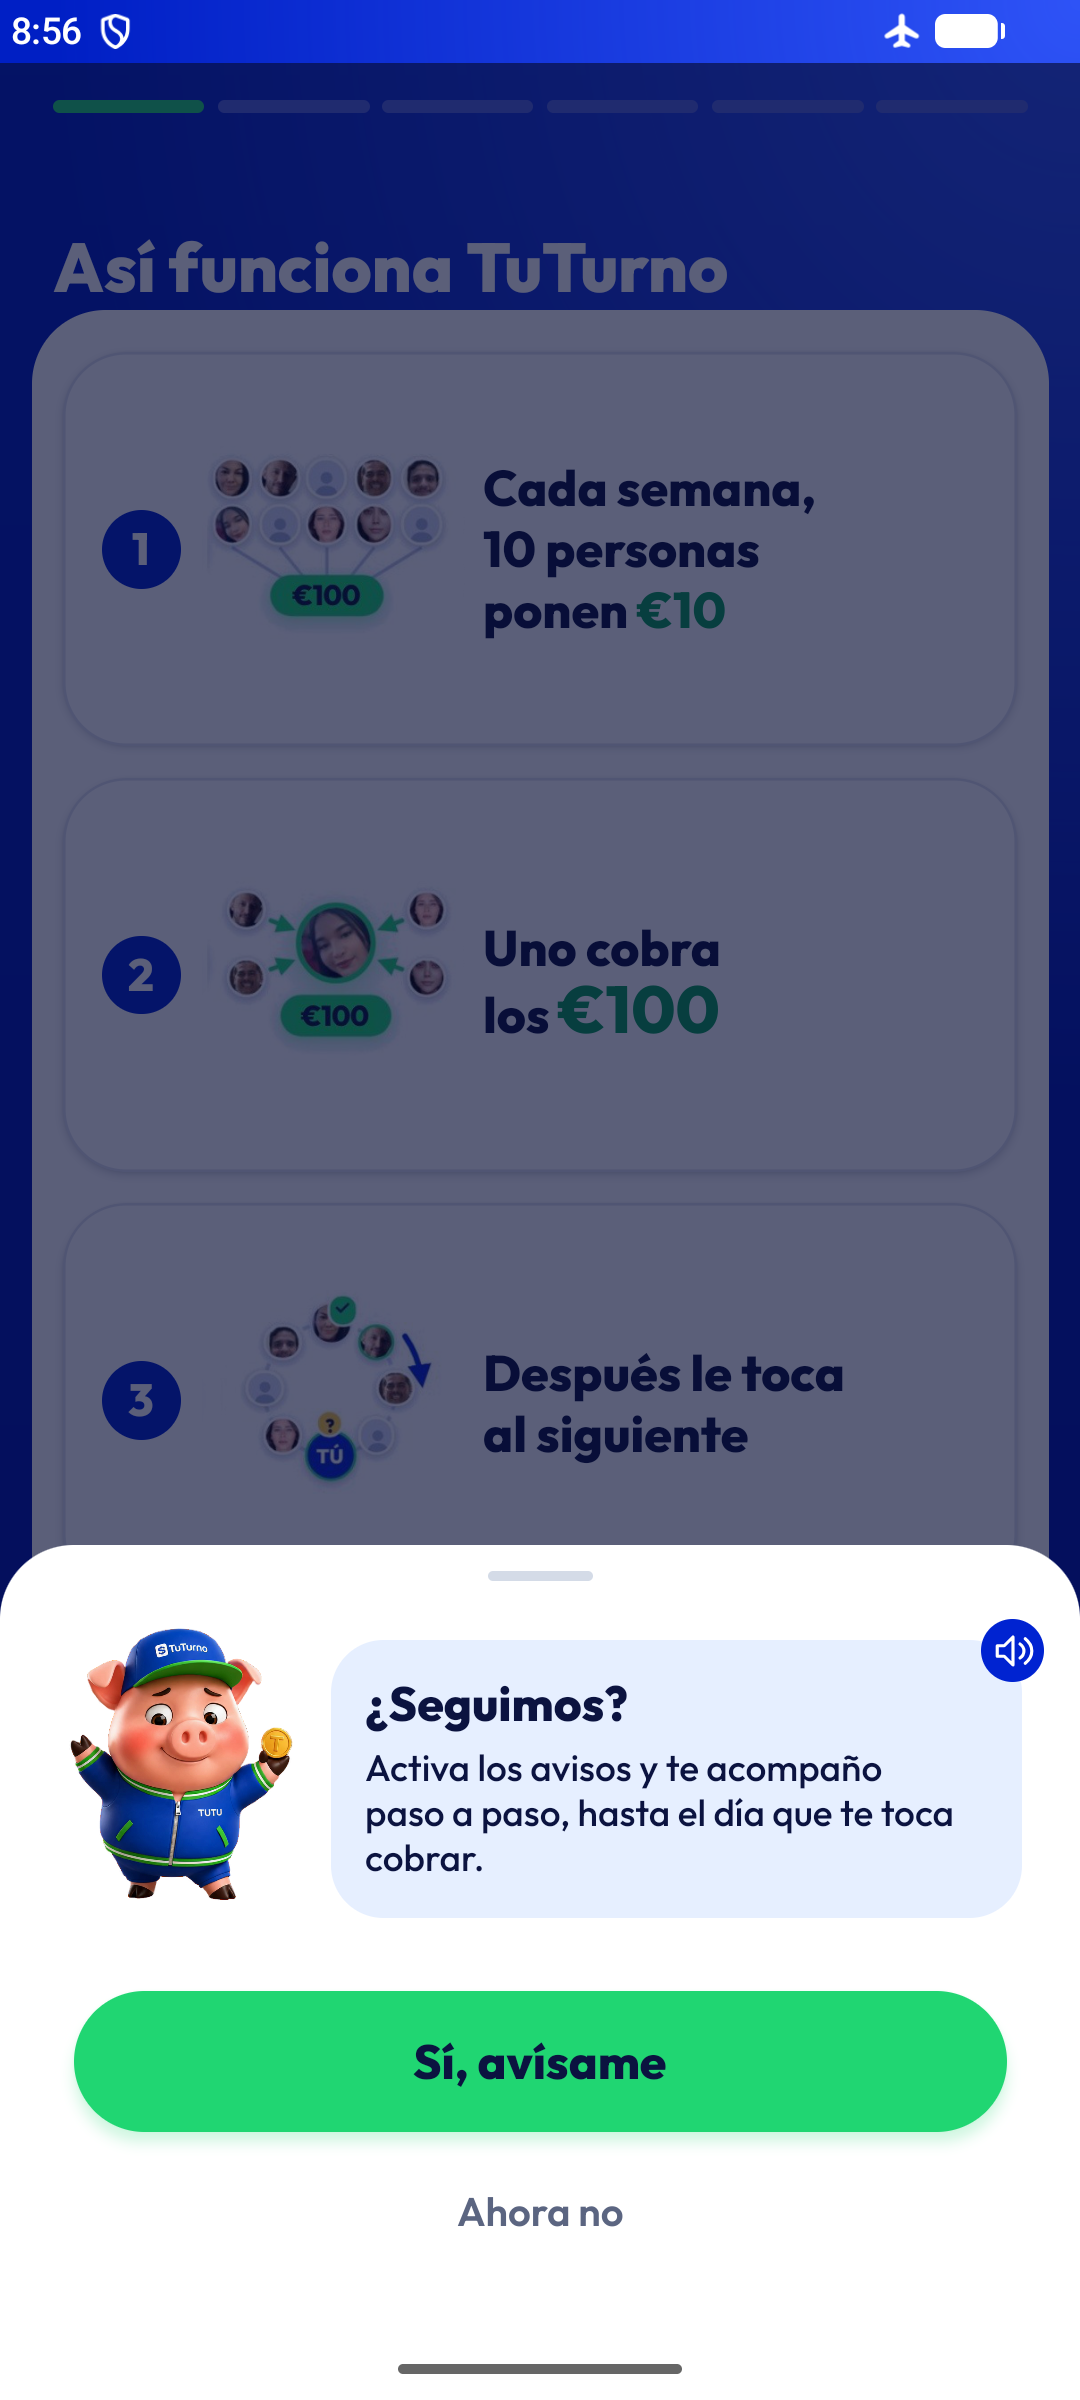 8:56
Así funciona TuTurno
1
€100
Cada semana,
10 personas
ponen €10
2
€100
Uno cobra
los €100
3
?
TÚ
Después le toca
al siguiente
TuTurno
T
TUTU
¿Seguimos?
Activa los avisos y te acompaño
paso a paso, hasta el día que te toca
cobrar.
Sí, avísame
Ahora no